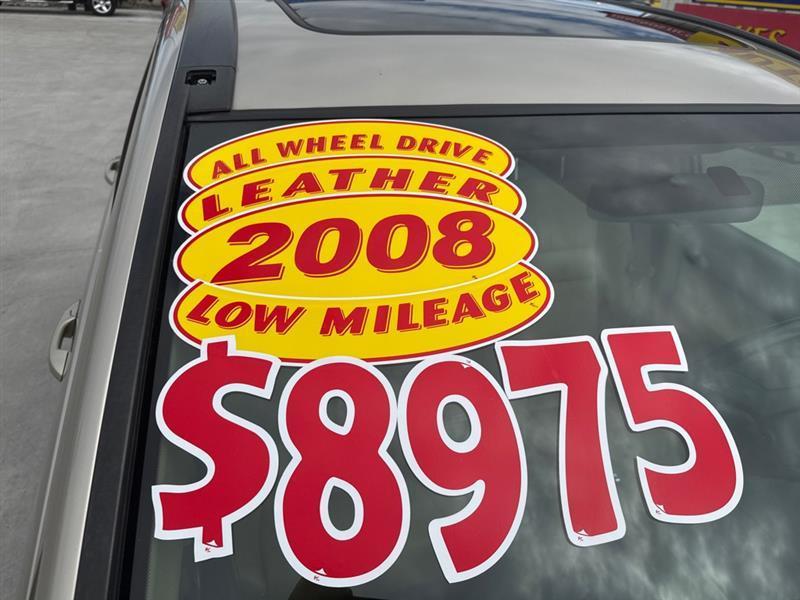 ALL WHEEL DRIVE
LEATHER
2008
LOW MILEAGE
$8975